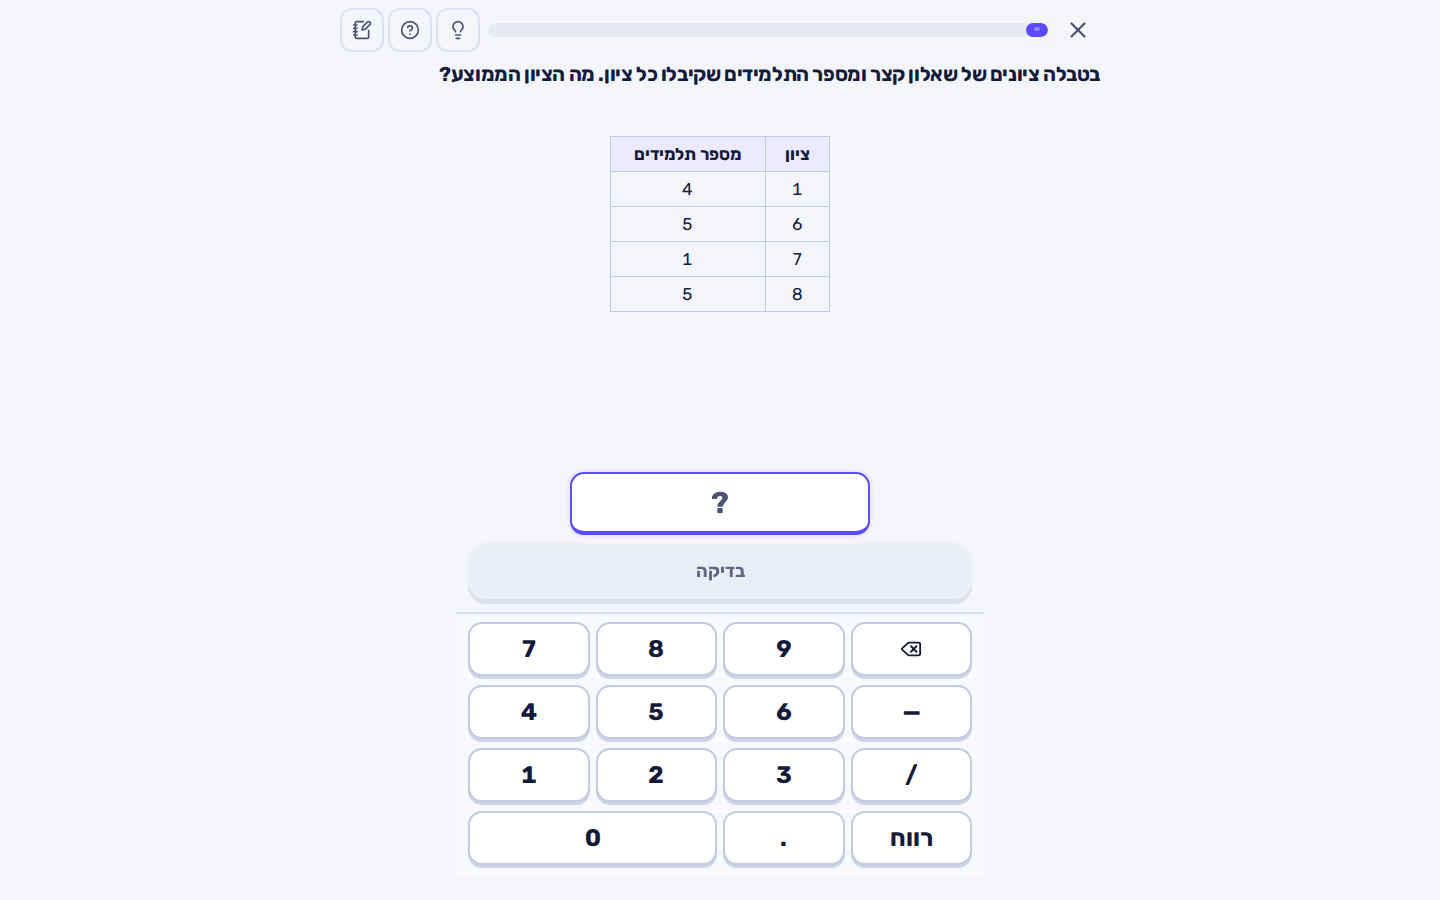 בטבלה ציונים של שאלון קצר ומספר התלמידים שקיבלו כל ציון. מה הציון הממוצע?
ציון מספר תלמידים
1 4
6 5
7 1
8 5
?
בדיקה
7 8 9
4 5 6 −
1 2 3 /
0 . רווח